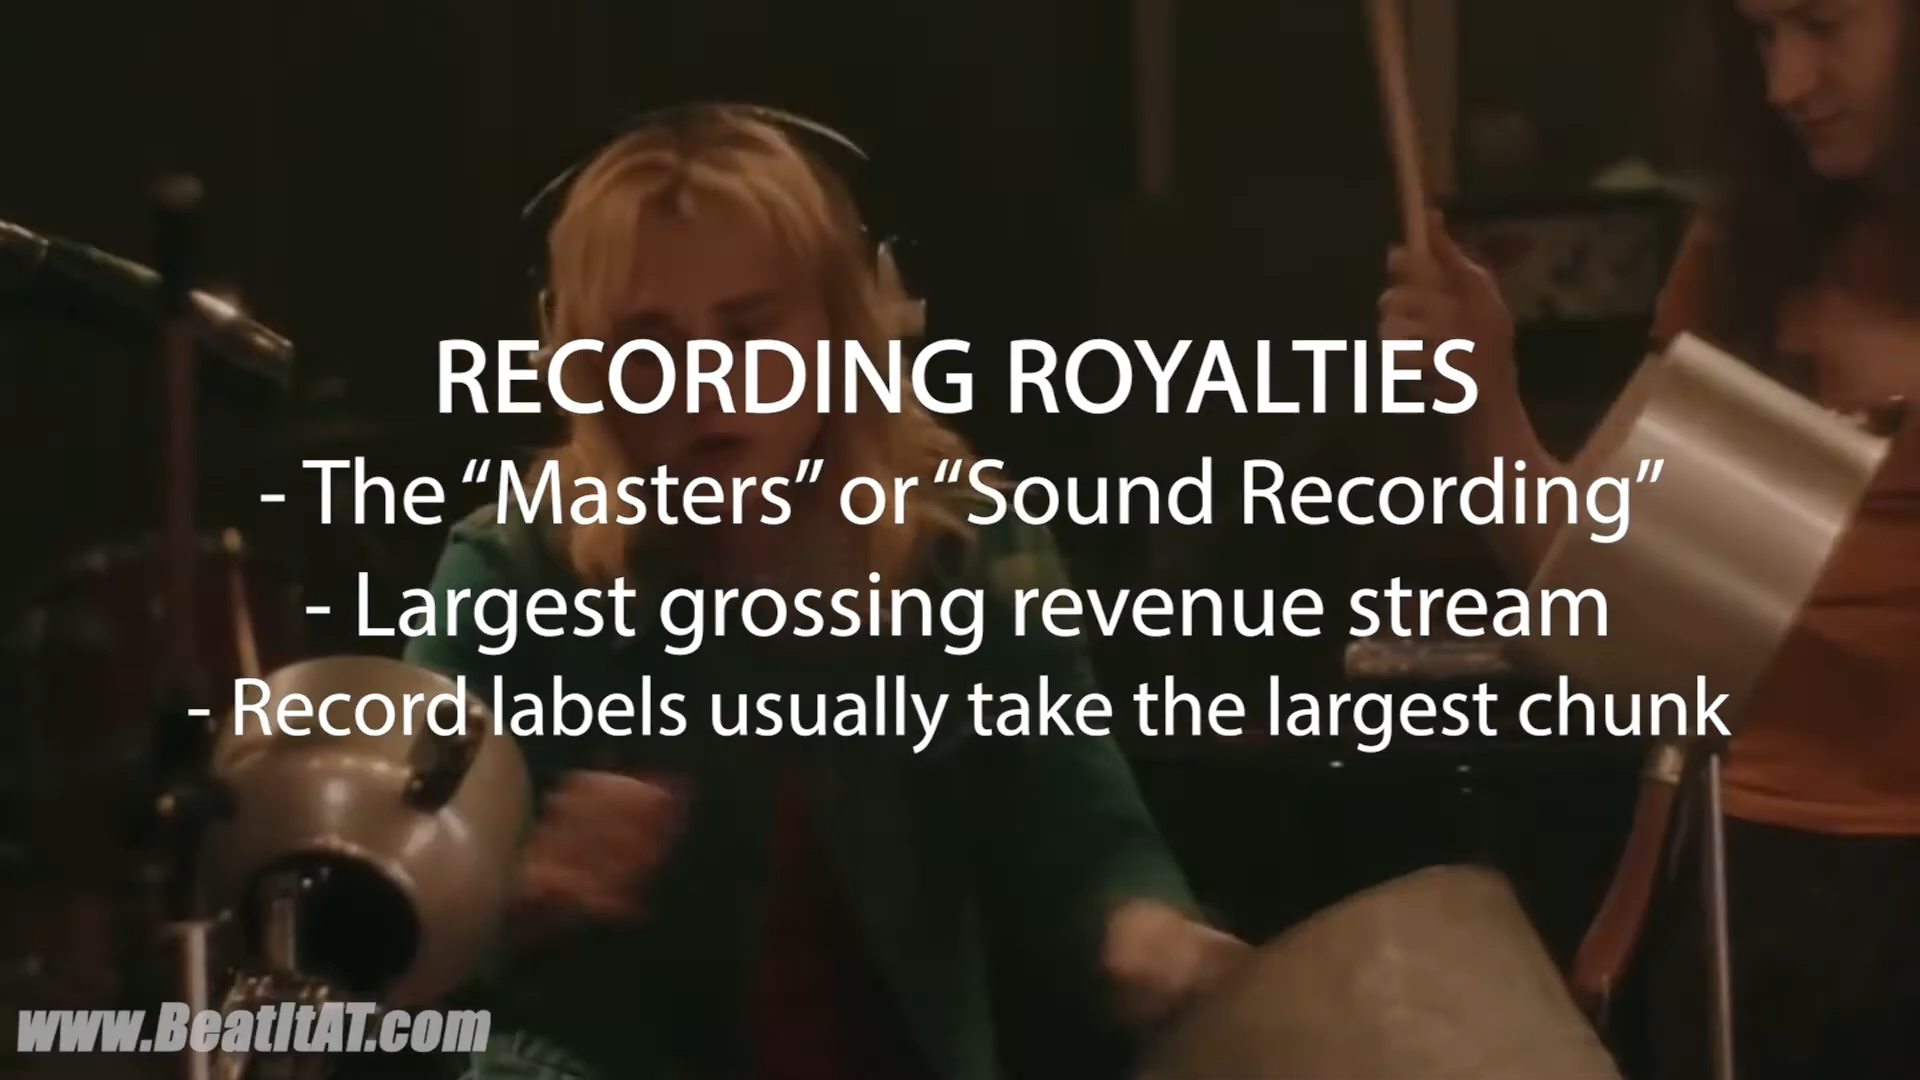 RECORDING ROYALTIES
- The “Masters” or “Sound Recording”
- Largest grossing revenue stream
- Record labels usually take the largest chunk
www.BeatItAT.com